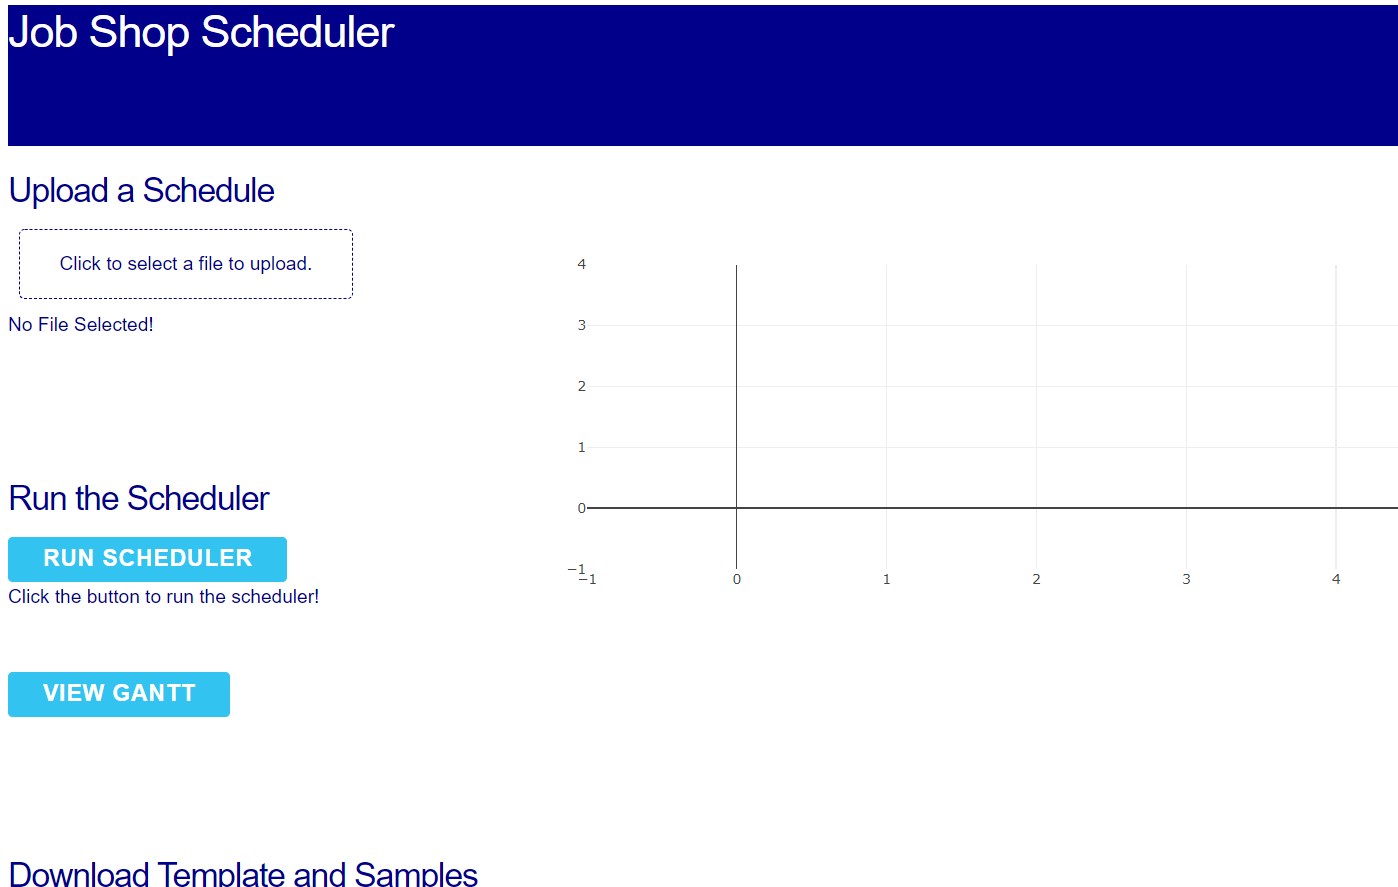 Job Shop Scheduler
Upload a Schedule
Click to select a file to upload.
No File Selected!
Run the Scheduler
RUN SCHEDULER
Click the button to run the scheduler!
VIEW GANTT
Download Template and Samples
4
3
2
1
0
−1
−1 0 1 2 3 4